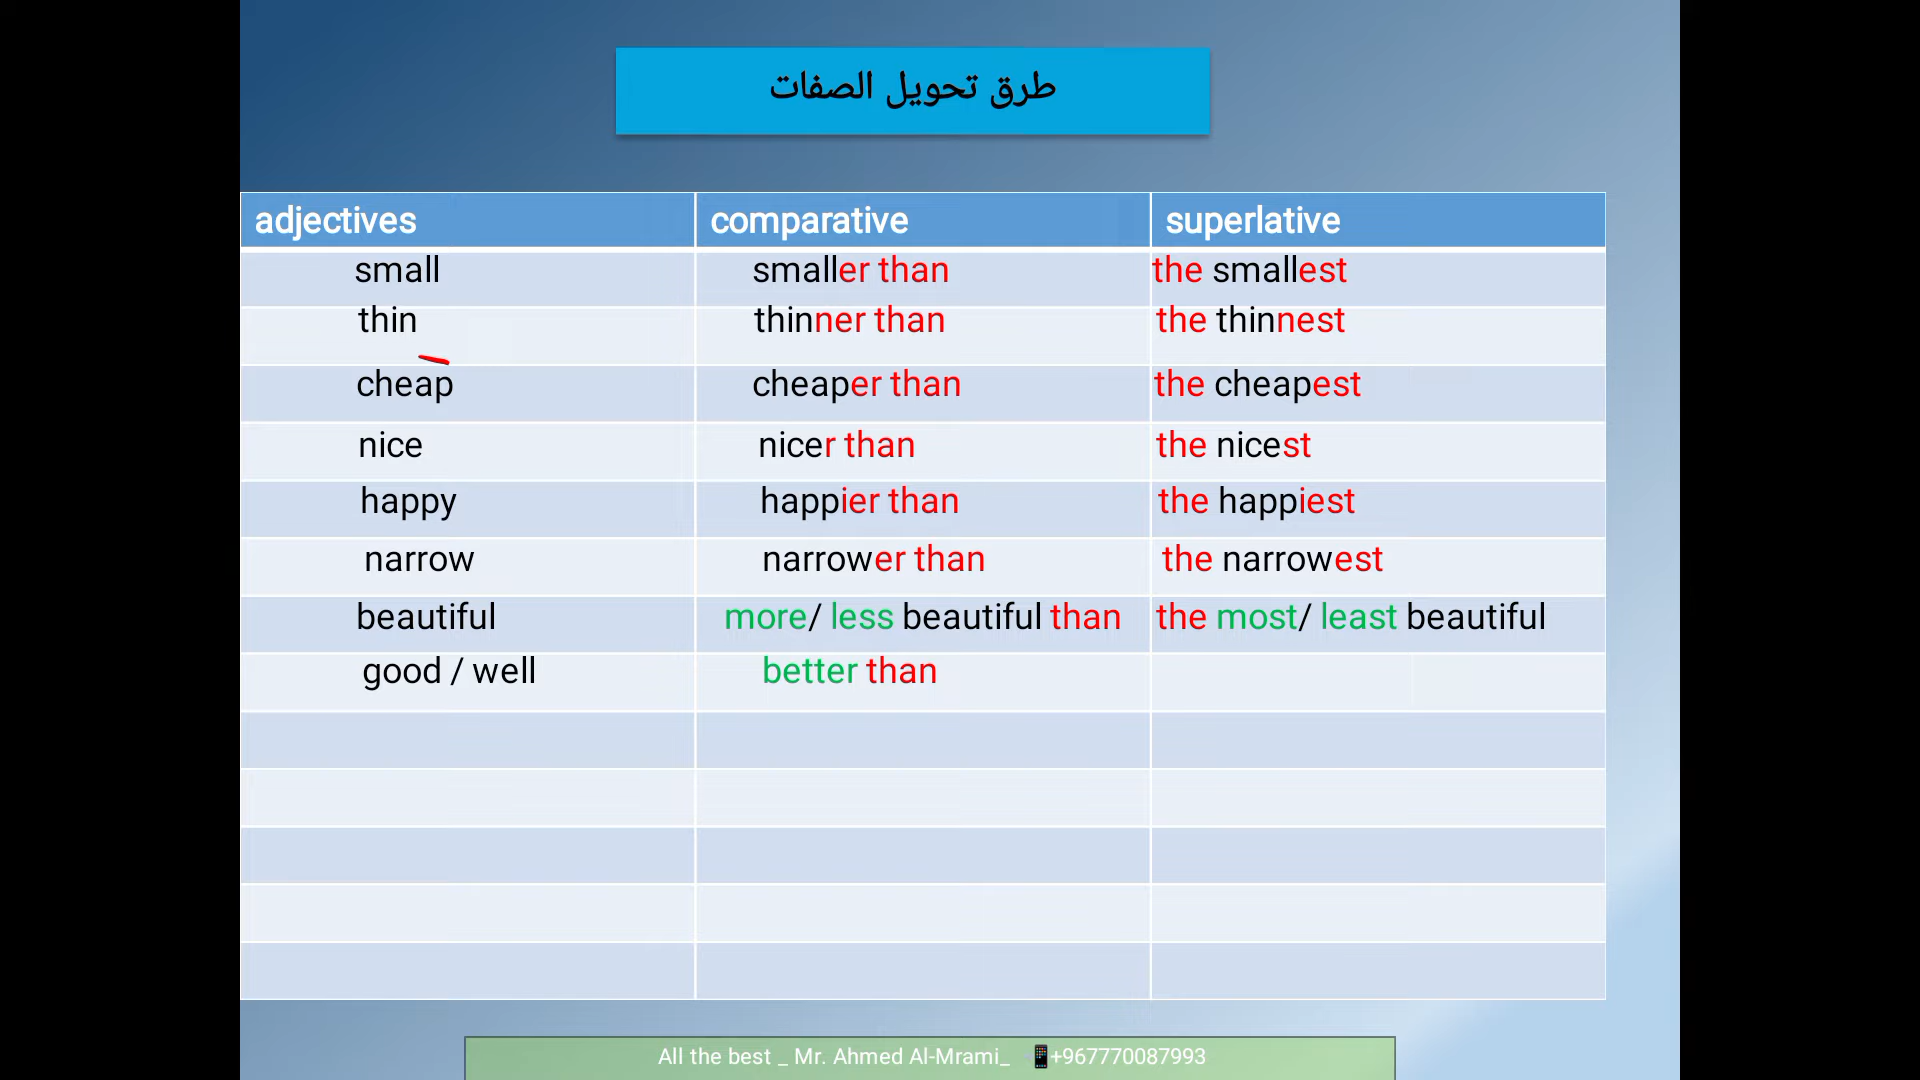 طرق تحويل الصفات
adjectives comparative superlative
small smaller than the smallest
thin thinner than the thinnest
cheap cheaper than the cheapest
nice nicer than the nicest
happy happier than the happiest
narrow narrower than the narrowest
beautiful more/ less beautiful than the most/ least beautiful
good / well better than
All the best _ Mr. Ahmed Al-Mrami_ 📱+967770087993